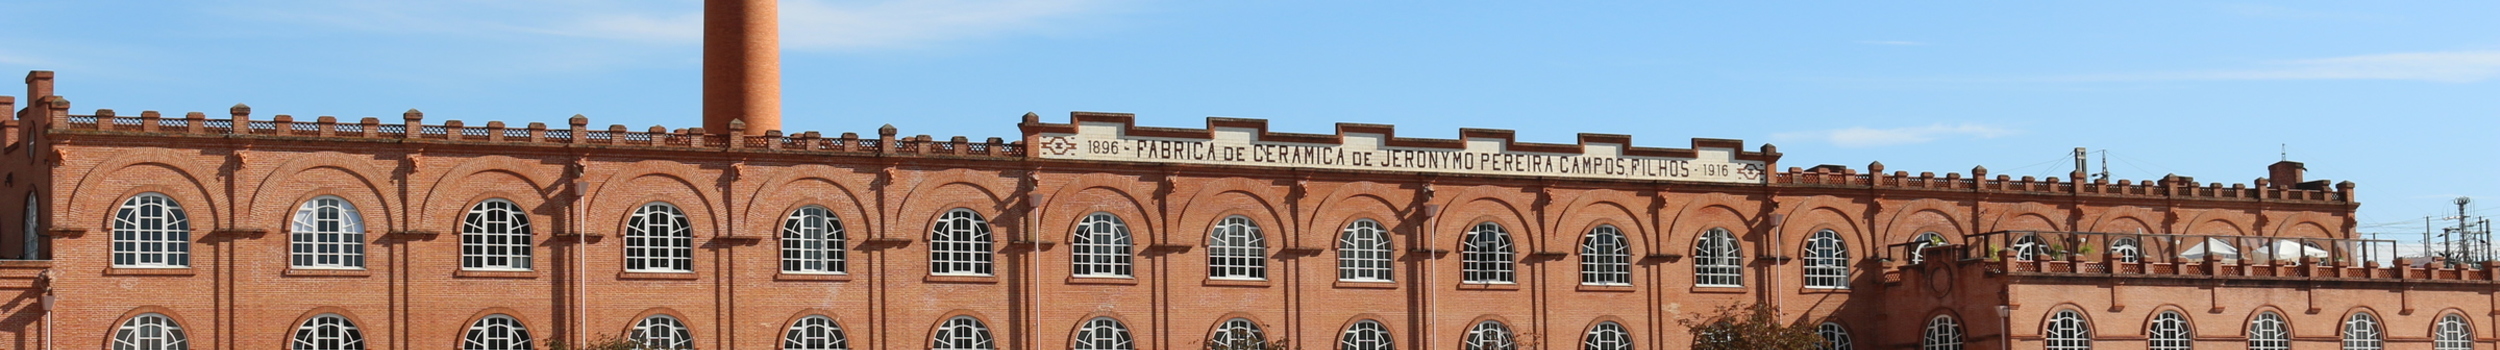 1896 - FABRICA DE CERAMICA DE JERONYMO PEREIRA CAMPOS, FILHOS - 1916